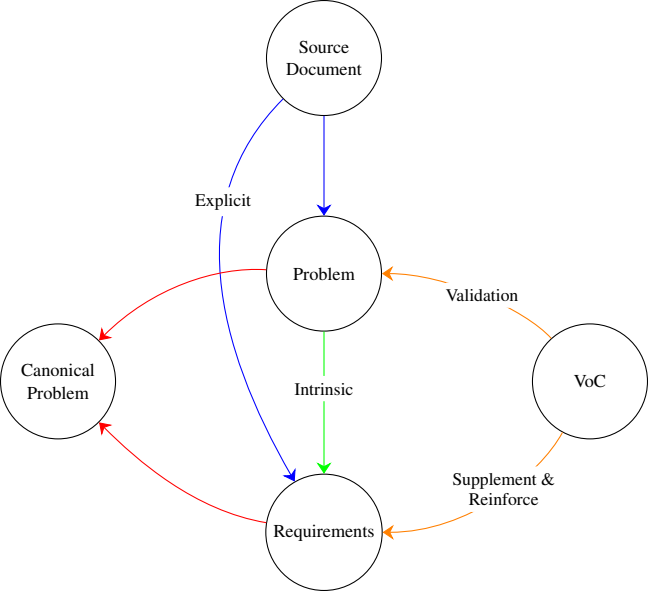 Source
Document
Explicit
Problem
Validation
Canonical
Problem
Intrinsic
VoC
Supplement &
Reinforce
Requirements